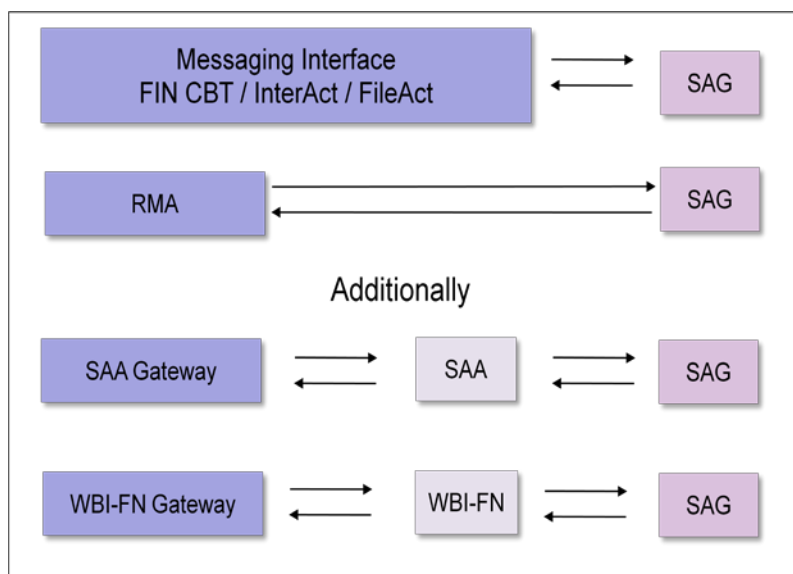 Messaging Interface
FIN CBT / InterAct / FileAct
SAG
RMA
SAG
Additionally
SAA Gateway
SAA
SAG
WBI-FN Gateway
WBI-FN
SAG